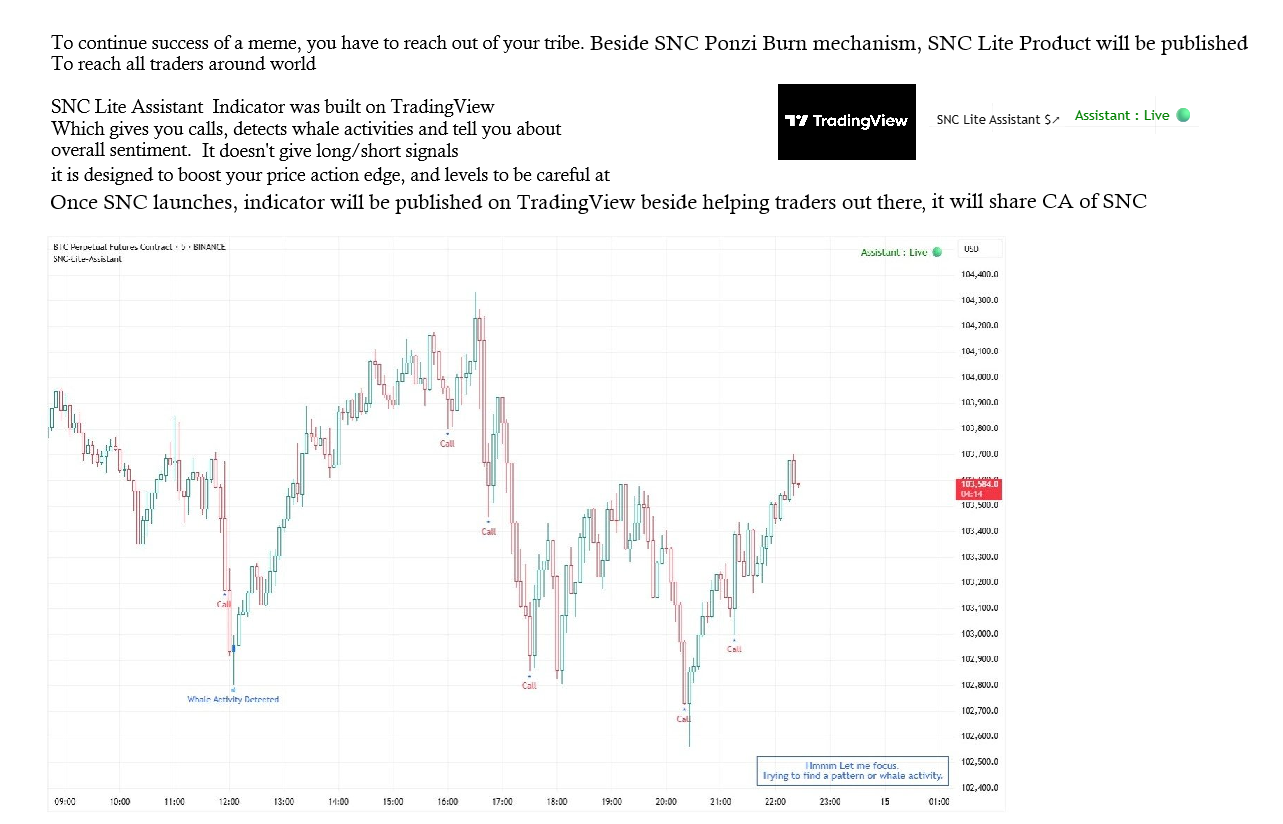 To continue success of a meme, you have to reach out of your tribe. Beside SNC Ponzi Burn mechanism, SNC Lite Product will be published
To reach all traders around world
SNC Lite Assistant Indicator was built on TradingView
Which gives you calls, detects whale activities and tell you about
overall sentiment. It doesn't give long/short signals
it is designed to boost your price action edge, and levels to be careful at
Once SNC launches, indicator will be published on TradingView beside helping traders out there, it will share CA of SNC
TradingView
SNC Lite Assistant $↗
Assistant : Live
BTC Perpetual Futures Contract · 5 · BINANCE
SNC-Lite-Assistant
Assistant : Live
USD
104,400.0
104,300.0
104,200.0
104,100.0
104,000.0
103,900.0
103,800.0
103,700.0
103,584.0
04:14
103,500.0
103,400.0
103,300.0
103,200.0
103,100.0
103,000.0
102,900.0
102,800.0
102,700.0
102,600.0
102,500.0
102,400.0
Call
Call
Call
Call
Call
Call
Whale Activity Detected
Hmmm Let me focus.
Trying to find a pattern or whale activity.
09:00 10:00 11:00 12:00 13:00 14:00 15:00 16:00 17:00 18:00 19:00 20:00 21:00 22:00 23:00 15 01:00